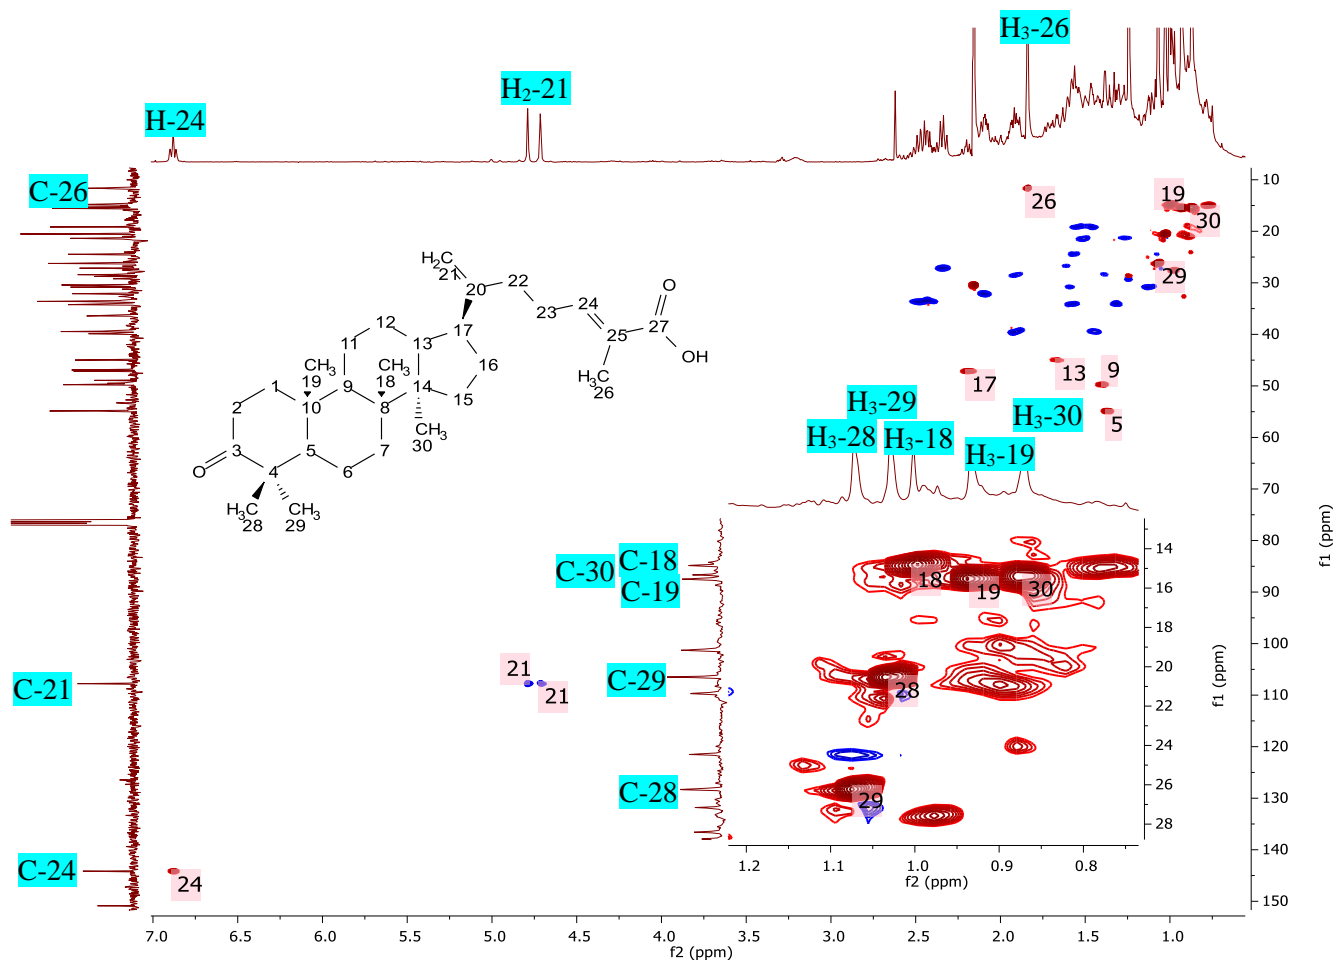 H₃-26
H₂-21
H-24
C-26
26
19
30
29
17
13
9
5
H₂C
21
20
22
23
24
25
27
O
OH
H₃C
26
12
11
13
17
16
CH₃
19
CH₃
18
1
9
14
15
2
10
8
CH₃
30
3
5
7
O
4
6
H₃C
28
CH₃
29
H₃-29
H₃-30
H₃-28
H₃-18
H₃-19
C-18
C-30
C-19
C-29
C-28
18
19
30
28
29
14
16
18
20
22
24
26
28
f1 (ppm)
1.2 1.1 1.0 0.9 0.8
f2 (ppm)
C-21
21
21
C-24
24
10
20
30
40
50
60
70
80
90
100
110
120
130
140
150
f1 (ppm)
7.0 6.5 6.0 5.5 5.0 4.5 4.0 3.5 3.0 2.5 2.0 1.5 1.0
f2 (ppm)